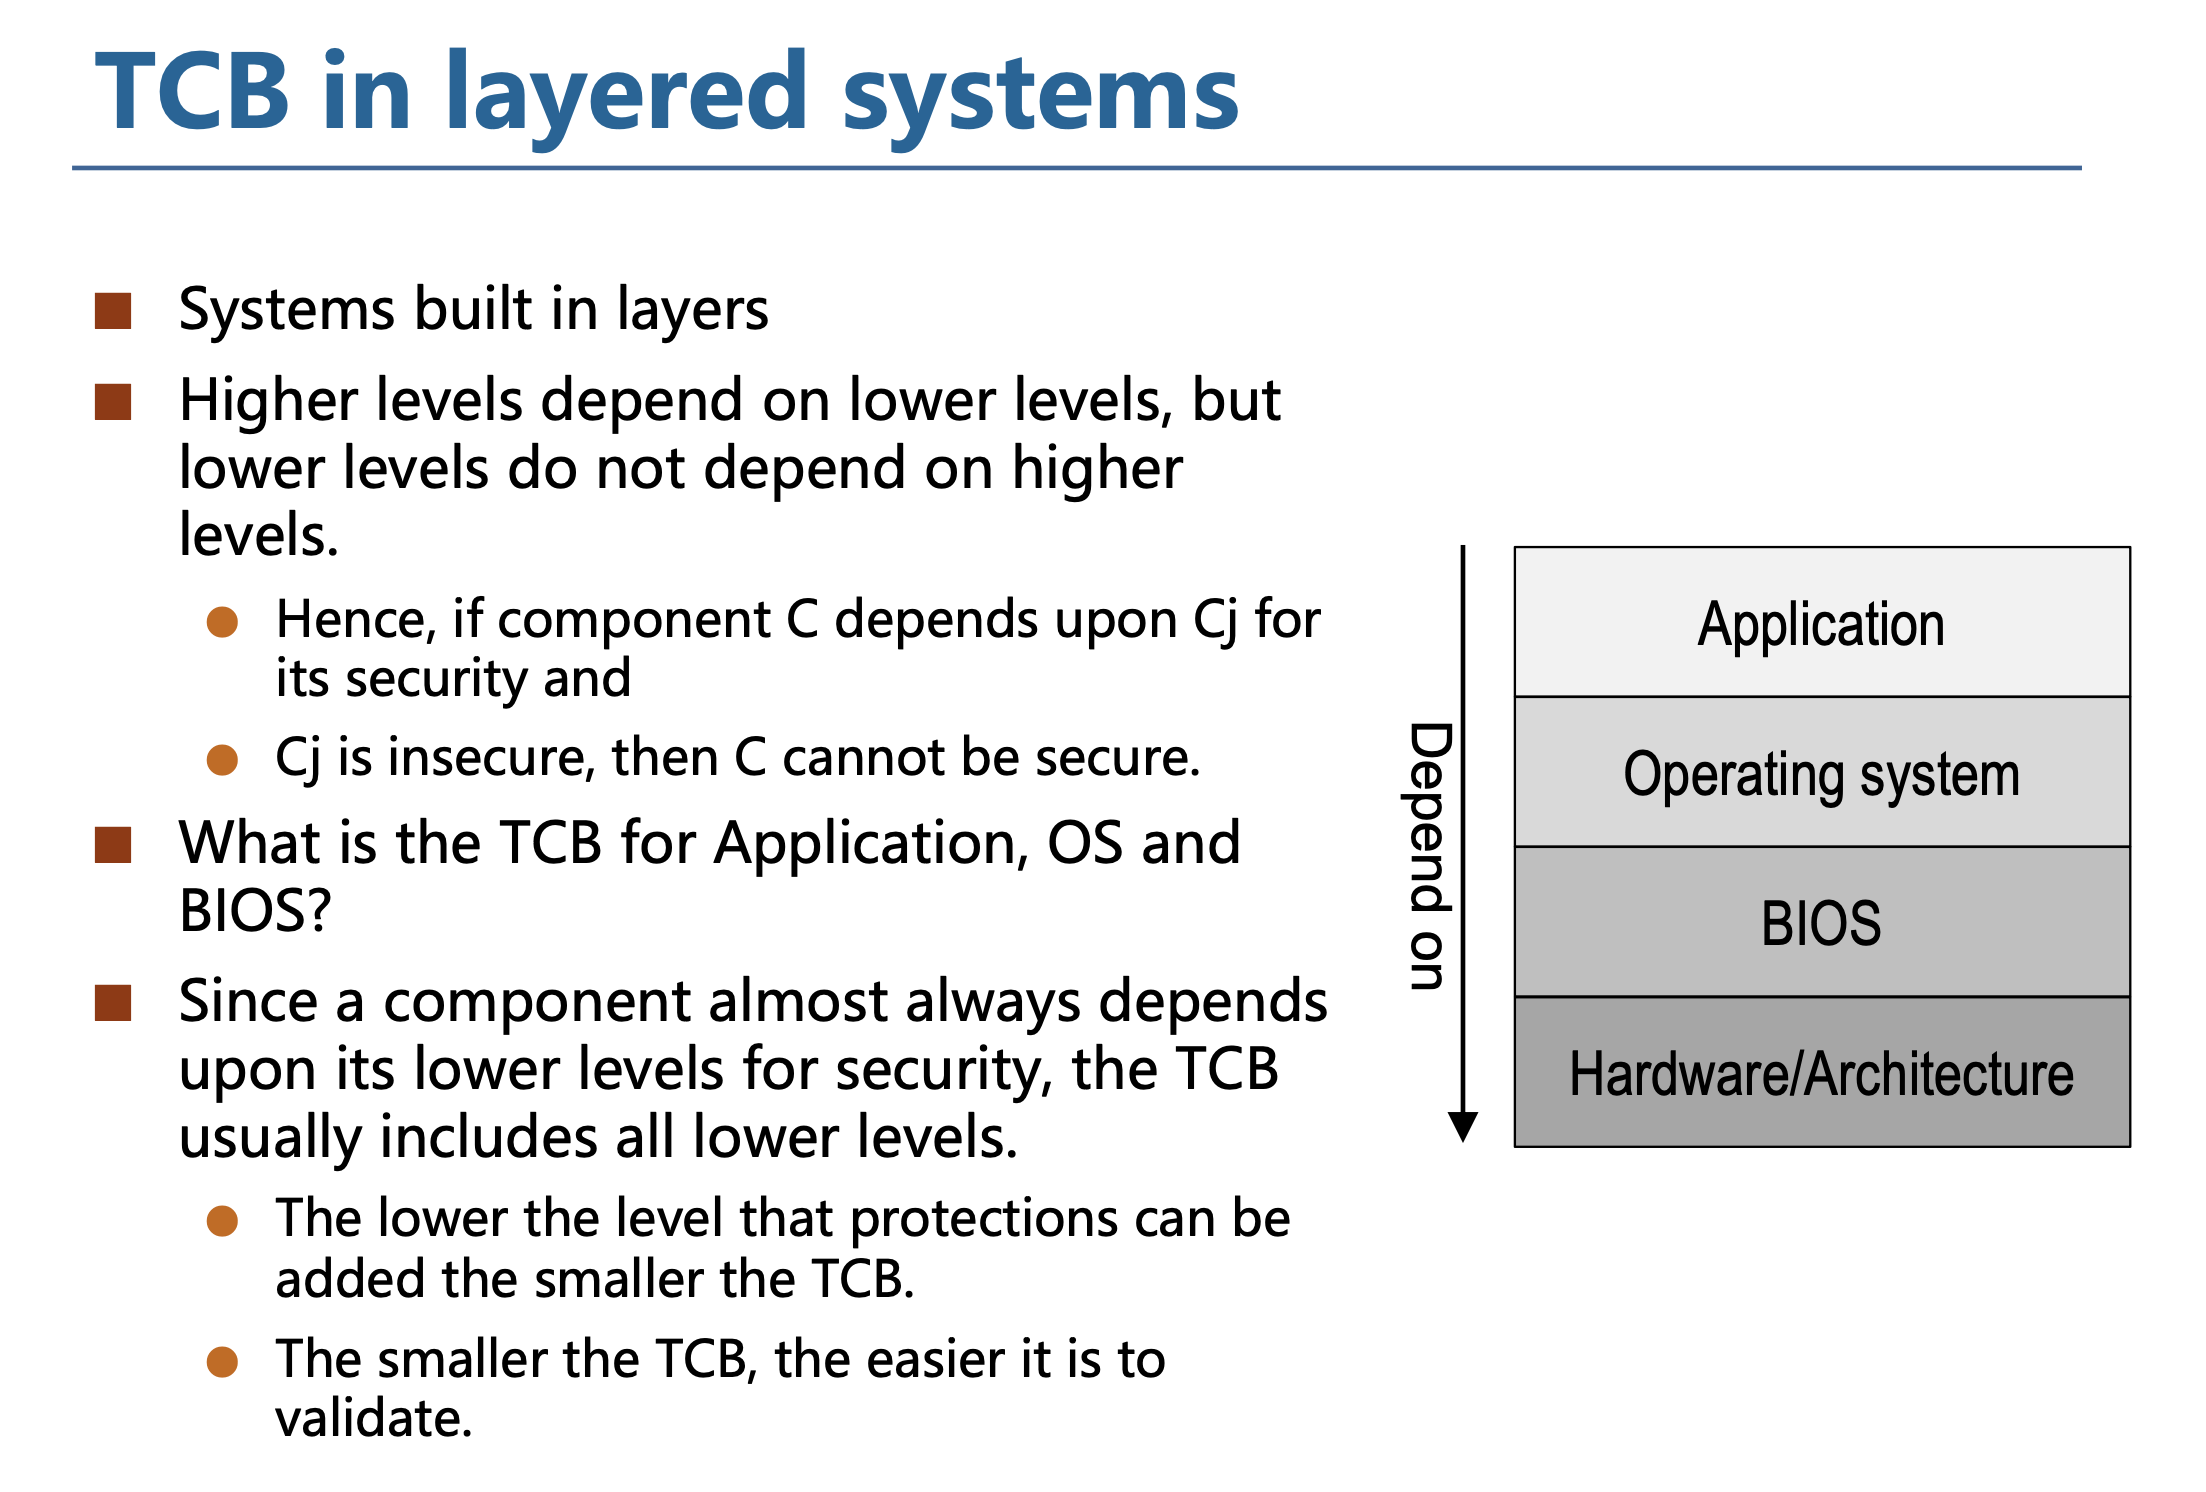 TCB in layered systems
Systems built in layers
Higher levels depend on lower levels, but
lower levels do not depend on higher
levels.
Hence, if component C depends upon Cj for
its security and
Cj is insecure, then C cannot be secure.
What is the TCB for Application, OS and
BIOS?
Since a component almost always depends
upon its lower levels for security, the TCB
usually includes all lower levels.
The lower the level that protections can be
added the smaller the TCB.
The smaller the TCB, the easier it is to
validate.
Depend on
Application
Operating system
BIOS
Hardware/Architecture